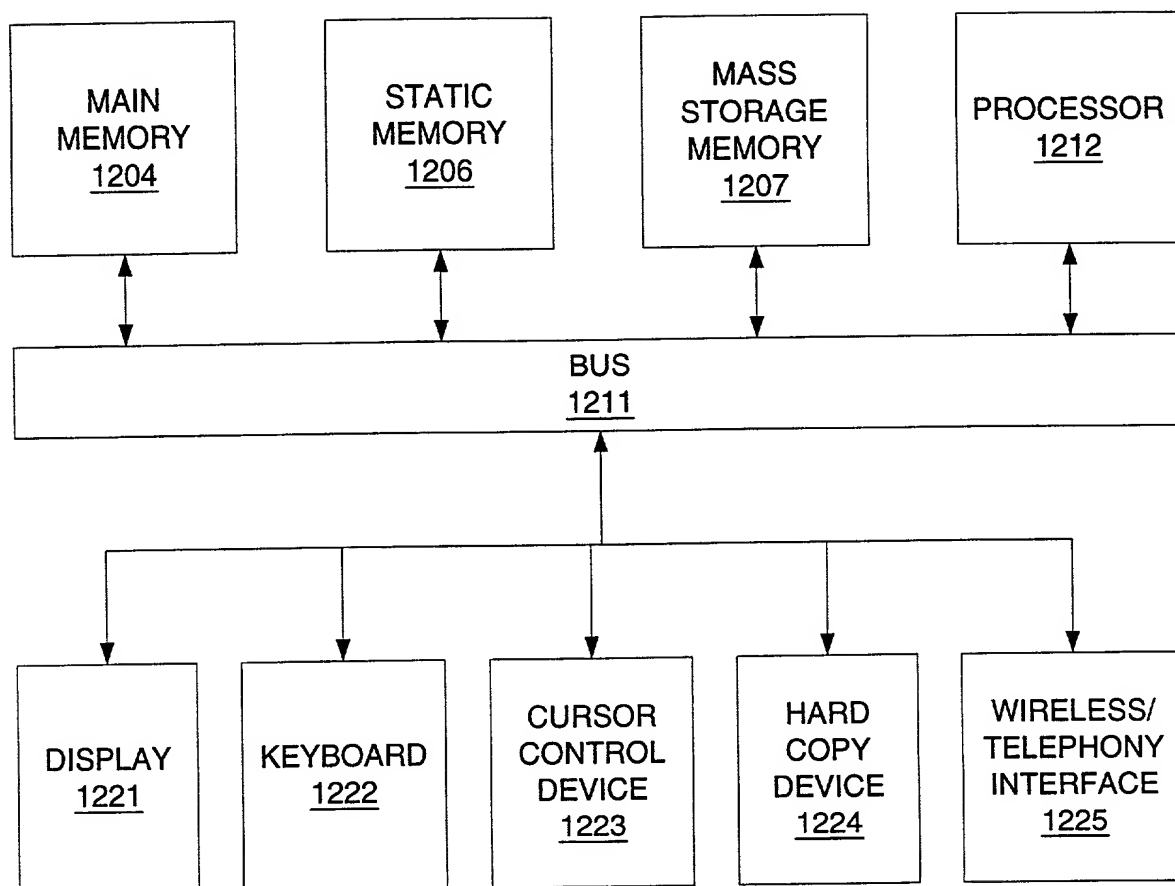 MAIN
MEMORY
1204
STATIC
MEMORY
1206
MASS
STORAGE
MEMORY
1207
PROCESSOR
1212
BUS
1211
DISPLAY
1221
KEYBOARD
1222
CURSOR
CONTROL
DEVICE
1223
HARD
COPY
DEVICE
1224
WIRELESS/
TELEPHONY
INTERFACE
1225